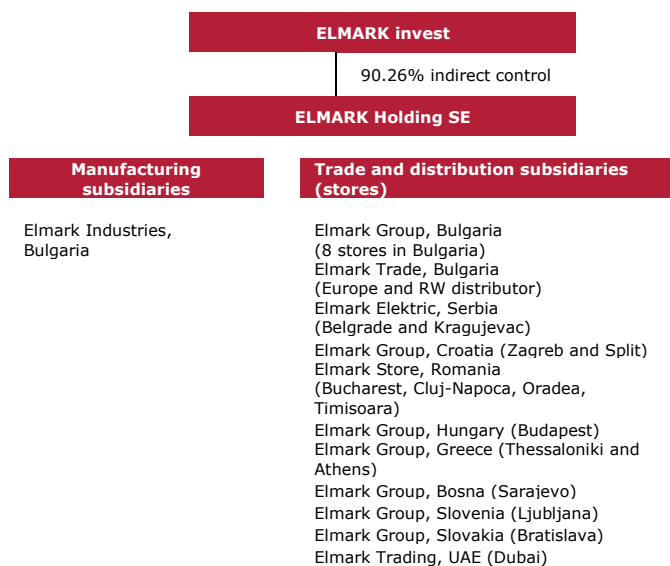 ELMARK invest
90.26% indirect control
ELMARK Holding SE
Manufacturing
subsidiaries
Elmark Industries,
Bulgaria
Trade and distribution subsidiaries
(stores)
Elmark Group, Bulgaria
(8 stores in Bulgaria)
Elmark Trade, Bulgaria
(Europe and RW distributor)
Elmark Elektric, Serbia
(Belgrade and Kragujevac)
Elmark Group, Croatia (Zagreb and Split)
Elmark Store, Romania
(Bucharest, Cluj-Napoca, Oradea,
Timisoara)
Elmark Group, Hungary (Budapest)
Elmark Group, Greece (Thessaloniki and
Athens)
Elmark Group, Bosna (Sarajevo)
Elmark Group, Slovenia (Ljubljana)
Elmark Group, Slovakia (Bratislava)
Elmark Trading, UAE (Dubai)